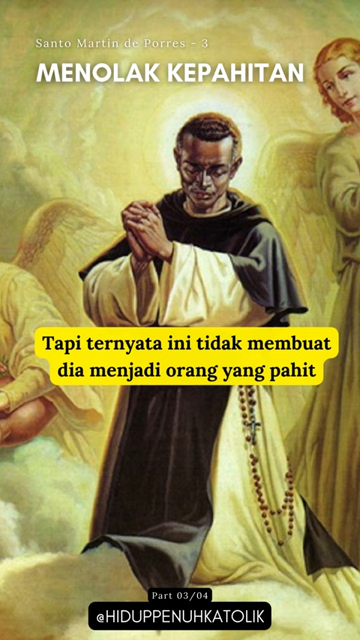 Santo Martin de Porres - 3
MENOLAK KEPAHITAN
Tapi ternyata ini tidak membuat
dia menjadi orang yang pahit
Part 03/04
@HIDUPPENUHKATOLIK